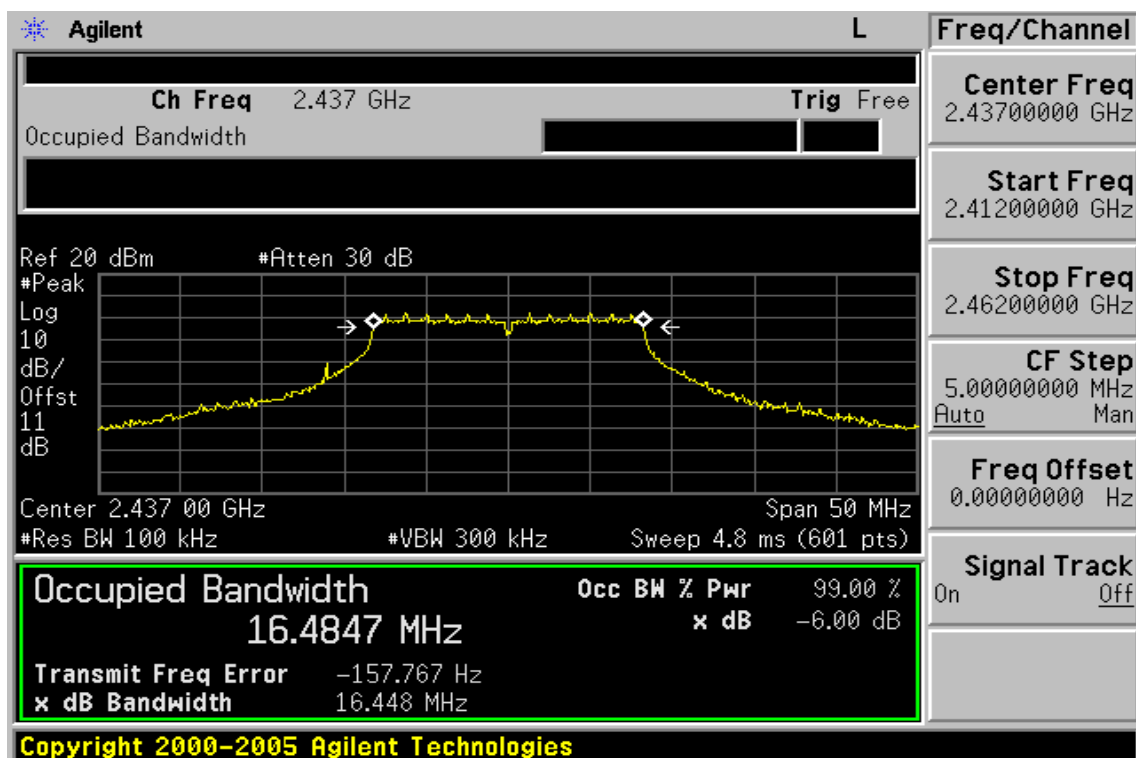 Agilent L Freq/Channel
Ch Freq 2.437 GHz Trig Free
Occupied Bandwidth
Center Freq
2.43700000 GHz
Start Freq
2.41200000 GHz
Stop Freq
2.46200000 GHz
CF Step
5.00000000 MHz
Auto Man
Freq Offset
0.00000000 Hz
Signal Track
On Off
Ref 20 dBm #Atten 30 dB
#Peak
Log
10
dB/
Offst
11
dB
Center 2.437 00 GHz Span 50 MHz
#Res BW 100 kHz #VBW 300 kHz Sweep 4.8 ms (601 pts)
Occupied Bandwidth
16.4847 MHz
Occ BW % Pwr 99.00 %
x dB -6.00 dB
Transmit Freq Error -157.767 Hz
x dB Bandwidth 16.448 MHz
Copyright 2000-2005 Agilent Technologies